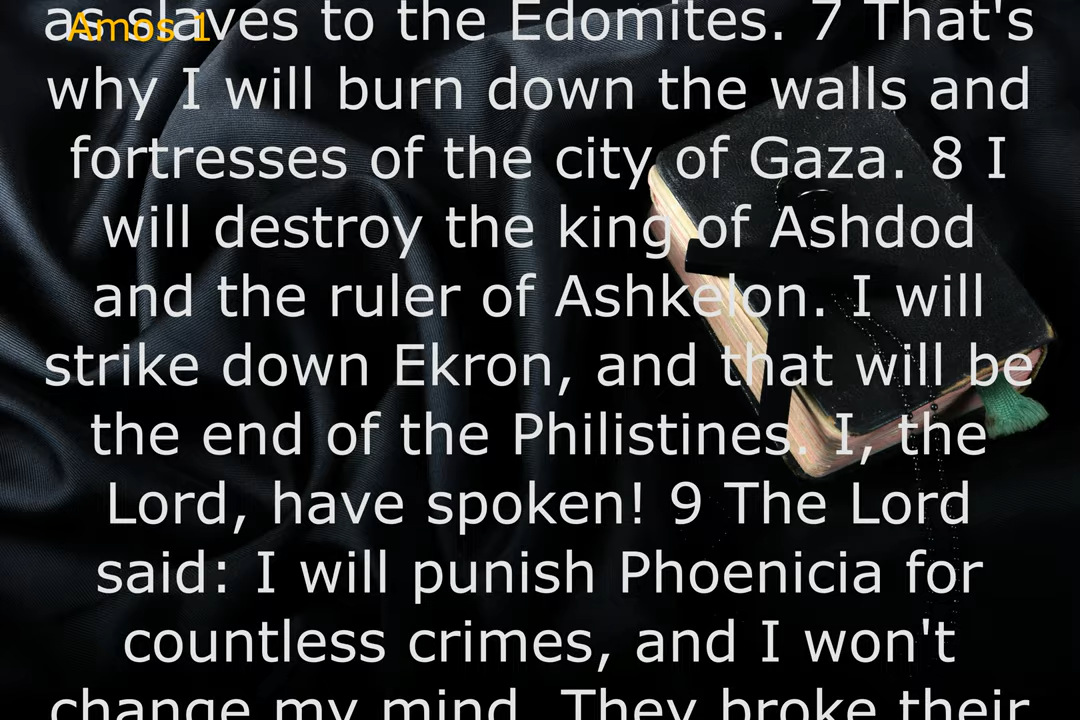 Amos 1
as slaves to the Edomites. 7 That's
why I will burn down the walls and
fortresses of the city of Gaza. 8 I
will destroy the king of Ashdod
and the ruler of Ashkelon. I will
strike down Ekron, and that will be
the end of the Philistines. I, the
Lord, have spoken! 9 The Lord
said: I will punish Phoenicia for
countless crimes, and I won't
change my mind. They broke their